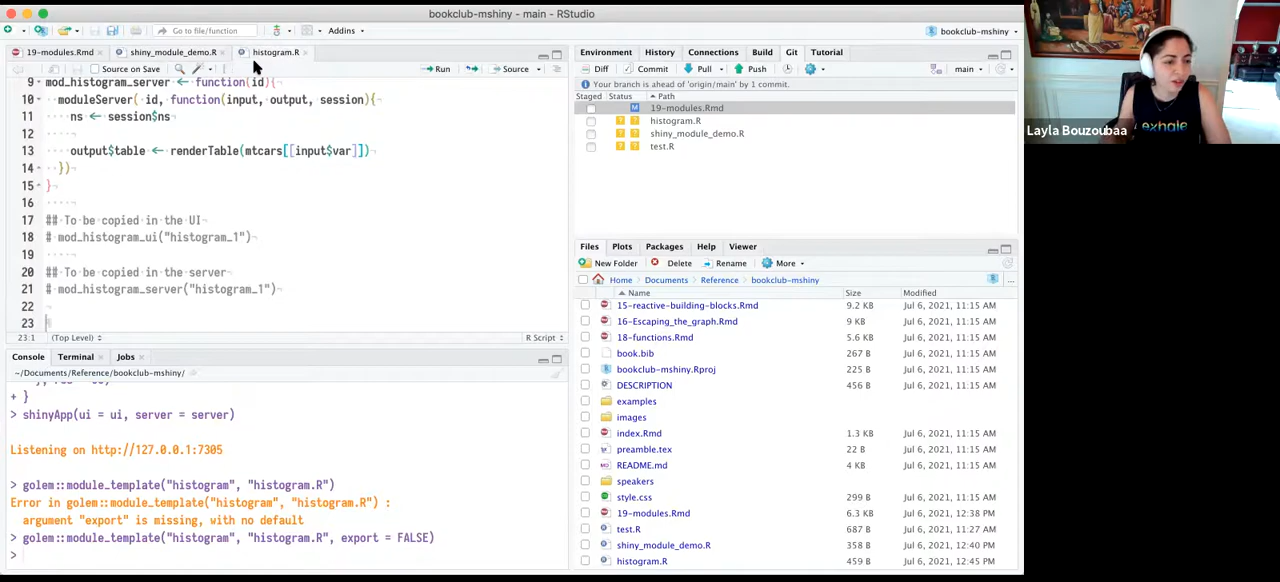 bookclub-mshiny - main - RStudio
Go to file/function
Addins
bookclub-mshiny
19-modules.Rmd
shiny_module_demo.R
histogram.R
Source on Save
Run
Source
9 mod_histogram_server ← function(id){
10 moduleServer( id, function(input, output, session){
11 ns ← session$ns
12
13 output$table ← renderTable(mtcars[[input$var]])
14 })
15 }
16
17 ## To be copied in the UI
18 # mod_histogram_ui("histogram_1")
19
20 ## To be copied in the server
21 # mod_histogram_server("histogram_1")
22
23
23:1 (Top Level) R Script
Console Terminal Jobs
~/Documents/Reference/bookclub-mshiny/
+ }
> shinyApp(ui = ui, server = server)
Listening on http://127.0.0.1:7305
> golem::module_template("histogram", "histogram.R")
Error in golem::module_template("histogram", "histogram.R") :
argument "export" is missing, with no default
> golem::module_template("histogram", "histogram.R", export = FALSE)
>
Environment History Connections Build Git Tutorial
Diff Commit Pull Push main
Your branch is ahead of 'origin/main' by 1 commit.
Staged Status Path
M 19-modules.Rmd
? ? histogram.R
? ? shiny_module_demo.R
? ? test.R
Files Plots Packages Help Viewer
New Folder Delete Rename More
Home Documents Reference bookclub-mshiny ...
Name Size Modified
15-reactive-building-blocks.Rmd 9.2 KB Jul 6, 2021, 11:15 AM
16-Escaping_the_graph.Rmd 9 KB Jul 6, 2021, 11:15 AM
18-functions.Rmd 5.6 KB Jul 6, 2021, 11:15 AM
book.bib 267 B Jul 6, 2021, 11:15 AM
bookclub-mshiny.Rproj 225 B Jul 6, 2021, 11:15 AM
DESCRIPTION 456 B Jul 6, 2021, 11:15 AM
examples
images
index.Rmd 1.3 KB Jul 6, 2021, 11:15 AM
preamble.tex 22 B Jul 6, 2021, 11:15 AM
README.md 4 KB Jul 6, 2021, 11:15 AM
speakers
style.css 299 B Jul 6, 2021, 11:15 AM
19-modules.Rmd 6.3 KB Jul 6, 2021, 12:38 PM
test.R 687 B Jul 6, 2021, 11:27 AM
shiny_module_demo.R 358 B Jul 6, 2021, 12:40 PM
histogram.R 459 B Jul 6, 2021, 12:45 PM
Layla Bouzoubaa
exhale